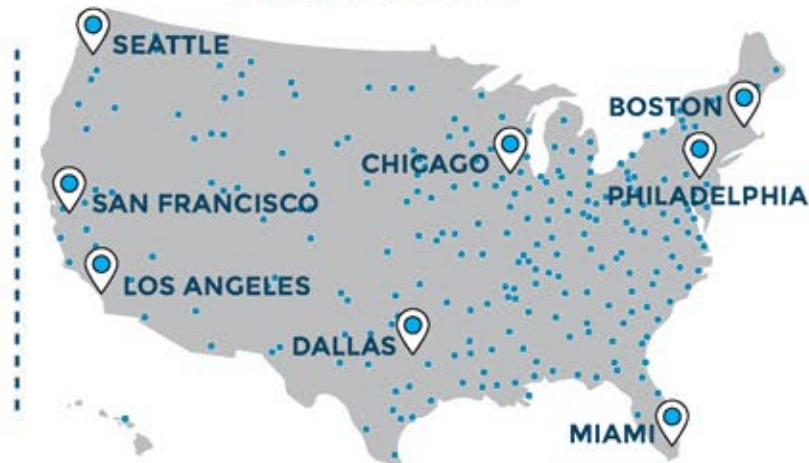 SEATTLE
BOSTON
CHICAGO
PHILADELPHIA
SAN FRANCISCO
LOS ANGELES
DALLAS
MIAMI